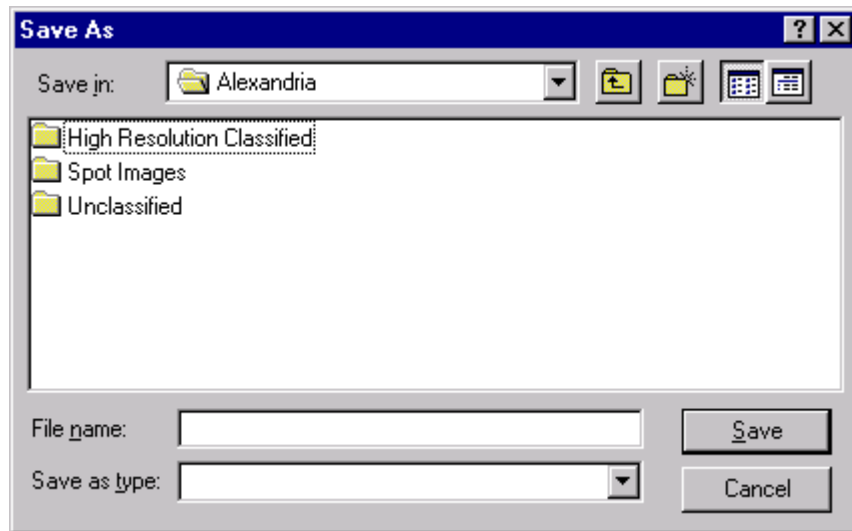 Save As
Save in: Alexandria
High Resolution Classified
Spot Images
Unclassified
File name: Save
Save as type: Cancel